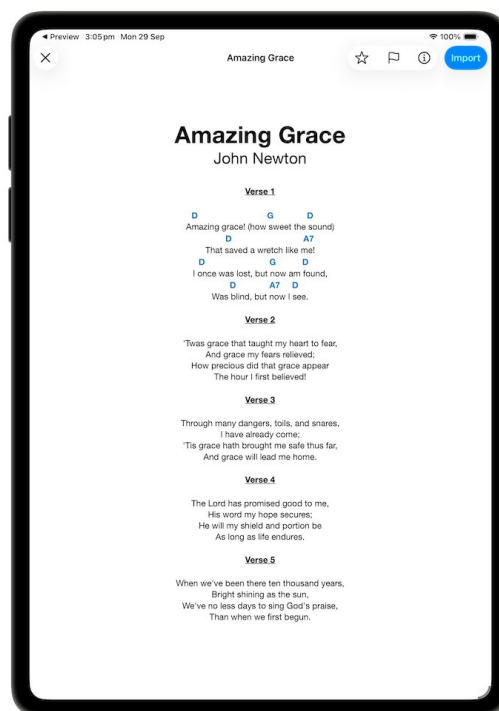 ◀ Preview 3:05 pm Mon 29 Sep 100%
Amazing Grace
Import
Amazing Grace
John Newton
Verse 1
D G D
Amazing grace! (how sweet the sound)
D A7
That saved a wretch like me!
D G D
I once was lost, but now am found,
D A7 D
Was blind, but now I see.
Verse 2
'Twas grace that taught my heart to fear,
And grace my fears relieved;
How precious did that grace appear
The hour I first believed!
Verse 3
Through many dangers, toils, and snares,
I have already come;
'Tis grace hath brought me safe thus far,
And grace will lead me home.
Verse 4
The Lord has promised good to me,
His word my hope secures;
He will my shield and portion be
As long as life endures.
Verse 5
When we've been there ten thousand years,
Bright shining as the sun,
We've no less days to sing God's praise,
Than when we first begun.